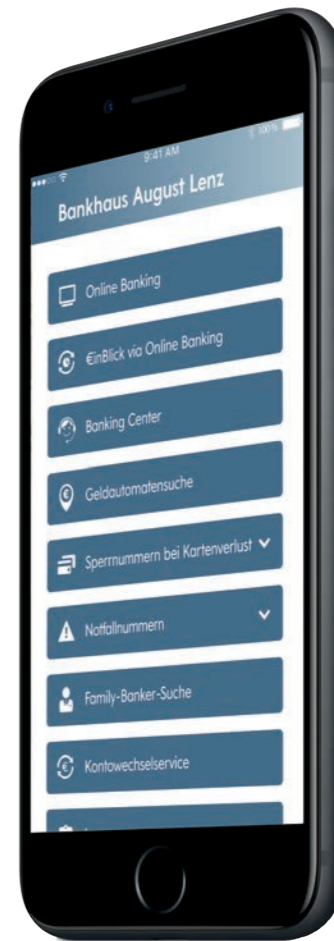 9:41 AM
100%
Bankhaus August Lenz
Online Banking
€inBlick via Online Banking
Banking Center
Geldautomatensuche
Sperrnummern bei Kartenverlust
Notfallnummern
Family-Banker-Suche
Kontowechselservice